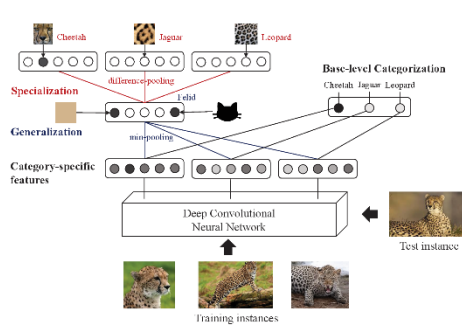 Cheetah
Jaguar
Leopard
difference-pooling
Specialization
Base-level Categorization
Cheetah Jaguar Leopard
Felid
Generalization
min-pooling
Category-specific
features
Deep Convolutional
Neural Network
Test instance
Training instances